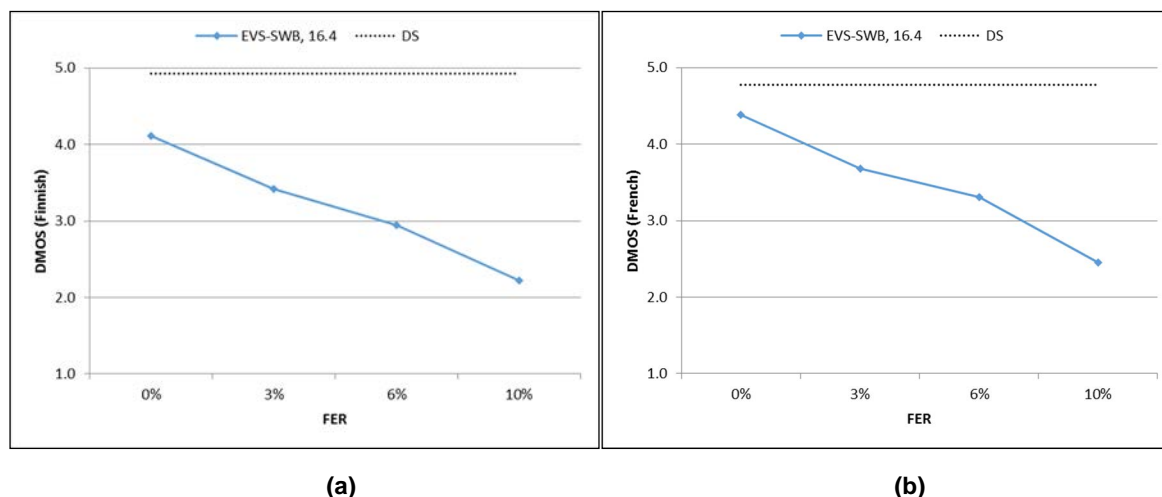 EVS-SWB, 16.4 DS
5.0
4.0
3.0
2.0
1.0
DMOS (Finnish)
0% 3% 6% 10%
FER
(a)
EVS-SWB, 16.4 DS
5.0
4.0
3.0
2.0
1.0
DMOS (French)
0% 3% 6% 10%
FER
(b)